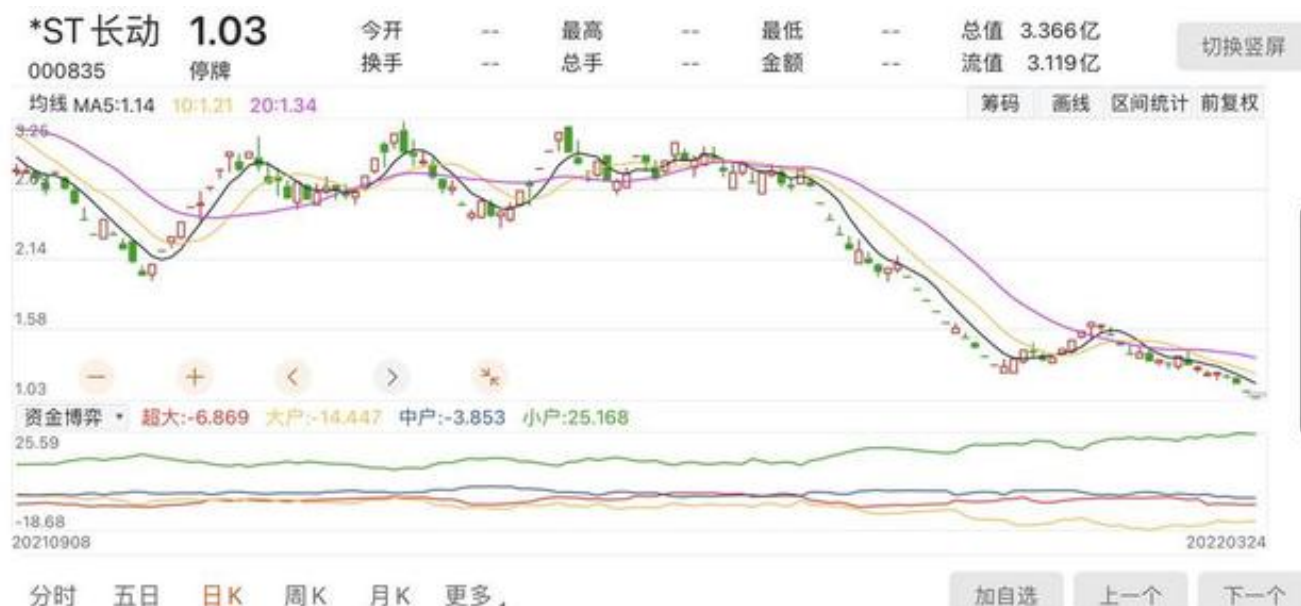 *ST 长动 1.03 今开 -- 最高 -- 最低 -- 总值 3.366亿 切换竖屏
000835 停牌 换手 -- 总手 -- 金额 -- 流值 3.119亿
均线 MA5:1.14 10:1.21 20:1.34 筹码 画线 区间统计 前复权
2.14
1.58
1.03
资金博弈 超大:-6.869 大户:-14.447 中户:-3.853 小户:25.168
25.59
-18.68
20210908 20220324
分时 五日 日K 周K 月K 更多 加自选 上一个 下一个